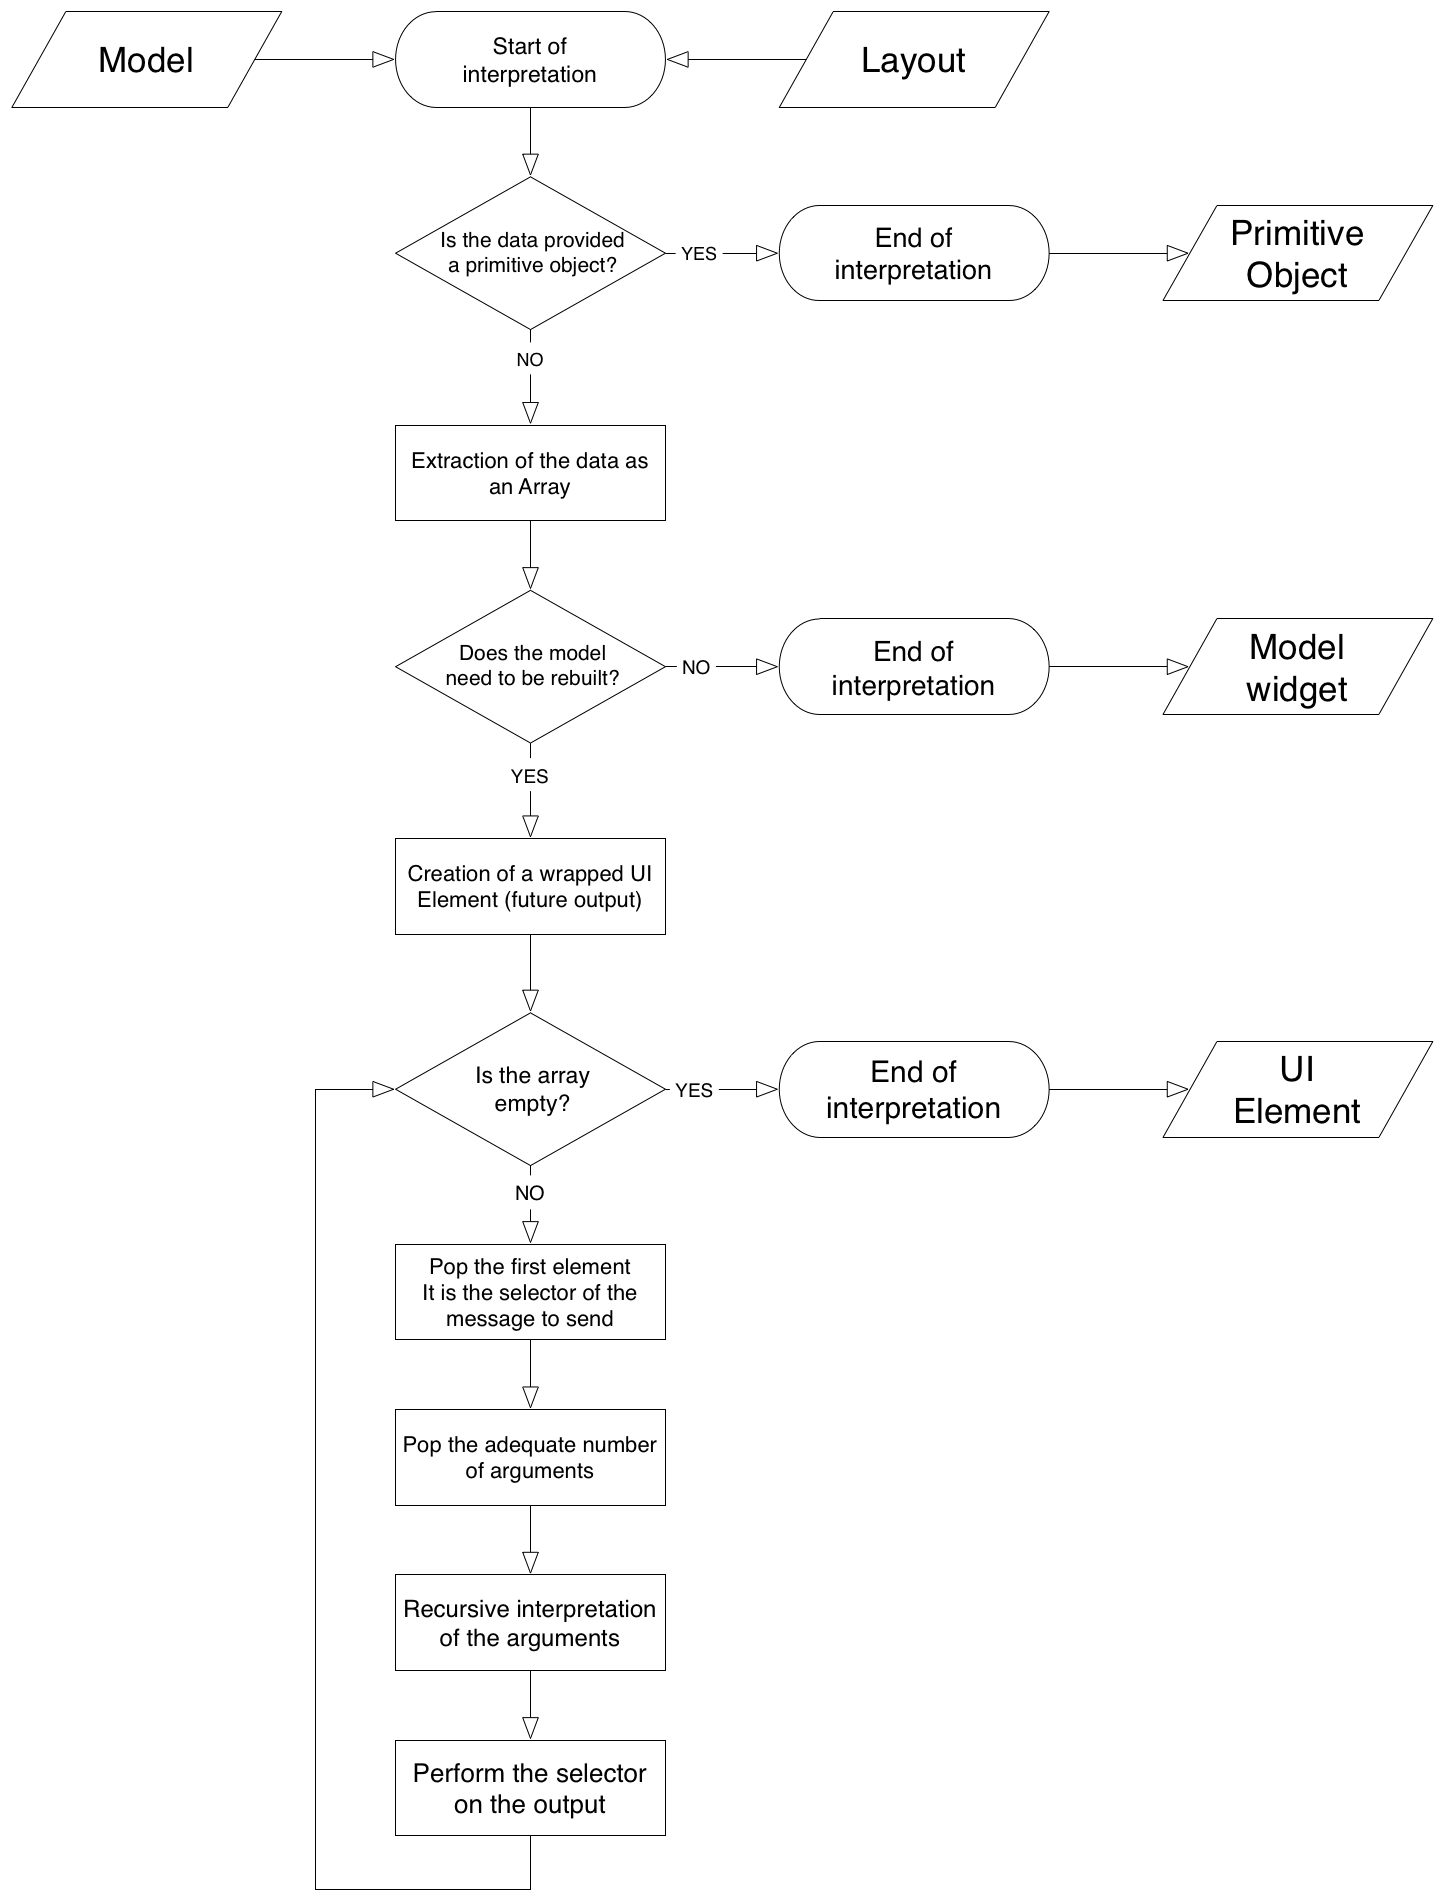 Model
Start of
interpretation
Layout
Is the data provided
a primitive object?
YES
End of
interpretation
Primitive
Object
NO
Extraction of the data as
an Array
Does the model
need to be rebuilt?
NO
End of
interpretation
Model
widget
YES
Creation of a wrapped UI
Element (future output)
Is the array
empty?
YES
End of
interpretation
UI
Element
NO
Pop the first element
It is the selector of the
message to send
Pop the adequate number
of arguments
Recursive interpretation
of the arguments
Perform the selector
on the output